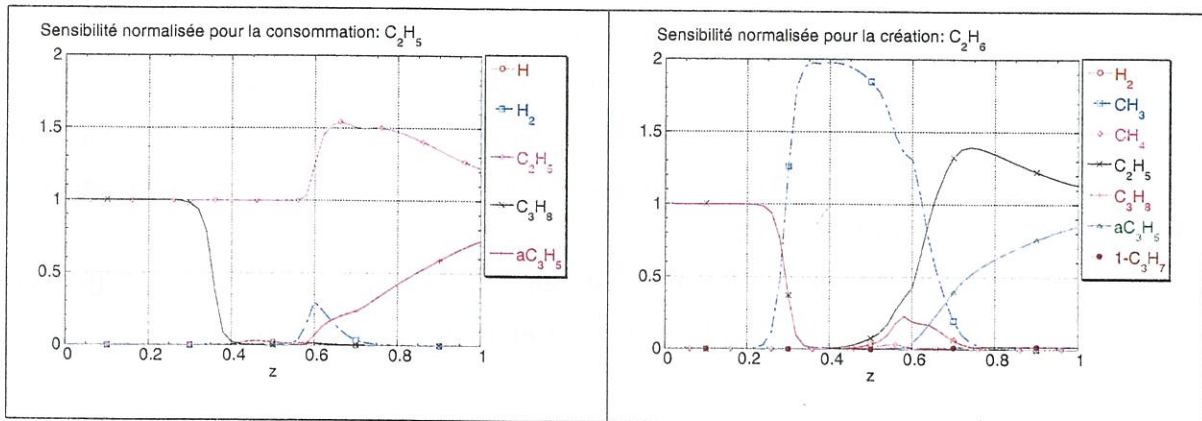 Sensibilité normalisée pour la consommation: C₂H₅
2
1.5
1
0.5
0
0 0.2 0.4 0.6 0.8 1
z
H
H₂
C₂H₅
C₃H₈
aC₃H₅
Sensibilité normalisée pour la création: C₂H₆
2
1.5
1
0.5
0
0 0.2 0.4 0.6 0.8 1
z
H₂
CH₃
CH₄
C₂H₅
C₃H₈
aC₃H₅
1-C₃H₇